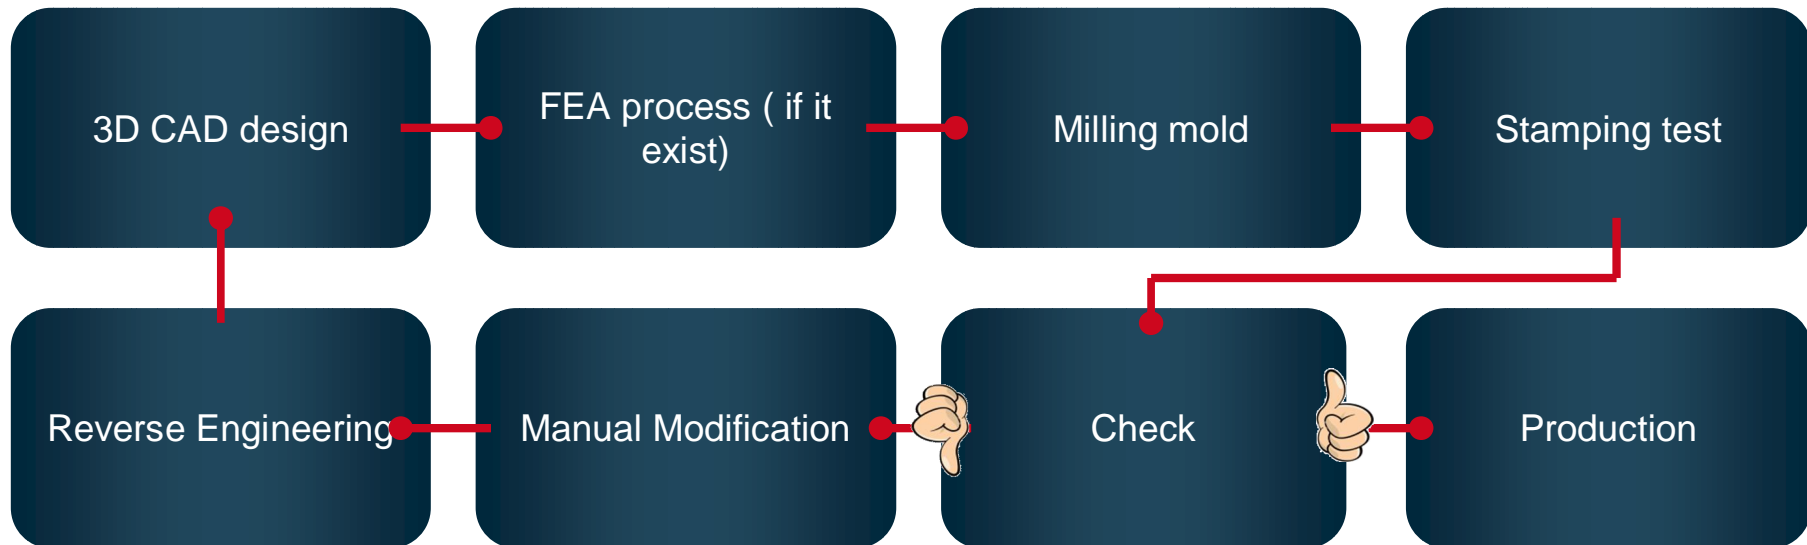 3D CAD design
FEA process ( if it
exist)
Milling mold
Stamping test
Reverse Engineering
Manual Modification
Check
Production